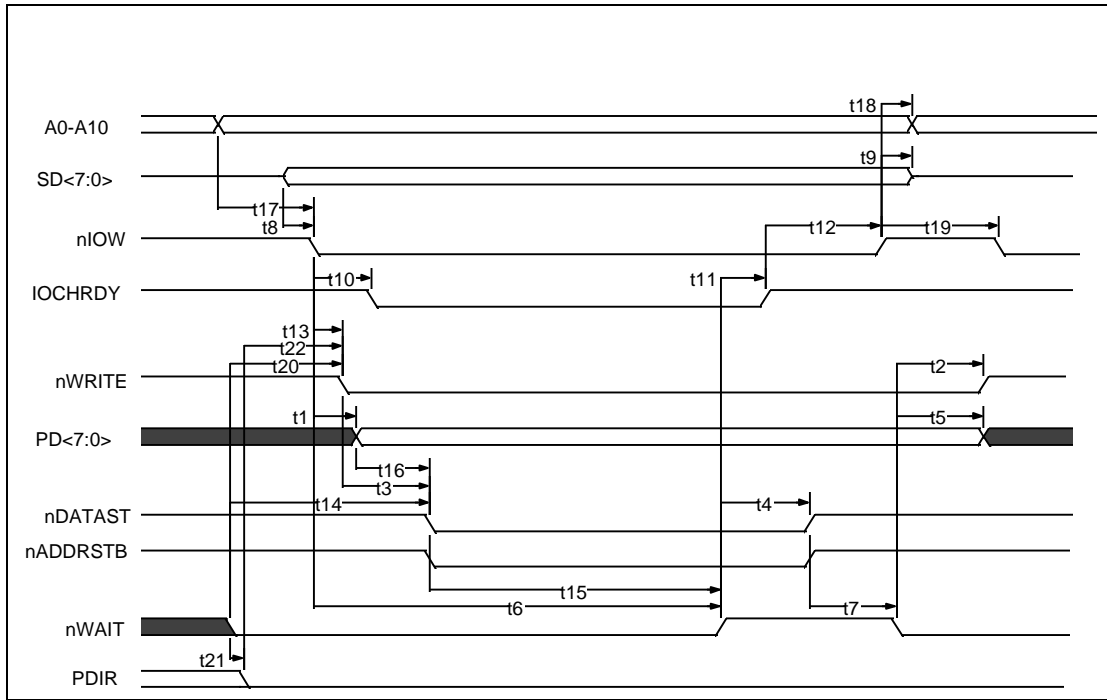 t18
A0-A10
t9
SD<7:0>
t17
t8
t12
t19
nIOW
t10
t11
IOCHRDY
t13
t22
t20
t2
nWRITE
t1
t5
PD<7:0>
t16
t3
t14
t4
nDATAST
nADDRSTB
t15
t6
t7
nWAIT
t21
PDIR